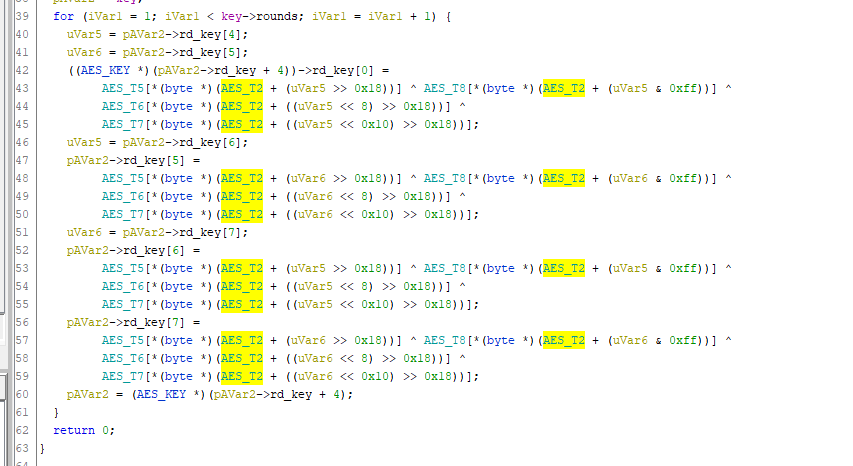 39 for (iVar1 = 1; iVar1 < key->rounds; iVar1 = iVar1 + 1) {
40 uVar5 = pAVar2->rd_key[4];
41 uVar6 = pAVar2->rd_key[5];
42 ((AES_KEY *)(pAVar2->rd_key + 4))->rd_key[0] =
43 AES_T5[*(byte *)(AES_T2 + (uVar5 >> 0x18))] ^ AES_T8[*(byte *)(AES_T2 + (uVar5 & 0xff))] ^
44 AES_T6[*(byte *)(AES_T2 + ((uVar5 << 8) >> 0x18))] ^
45 AES_T7[*(byte *)(AES_T2 + ((uVar5 << 0x10) >> 0x18))];
46 uVar5 = pAVar2->rd_key[6];
47 pAVar2->rd_key[5] =
48 AES_T5[*(byte *)(AES_T2 + (uVar6 >> 0x18))] ^ AES_T8[*(byte *)(AES_T2 + (uVar6 & 0xff))] ^
49 AES_T6[*(byte *)(AES_T2 + ((uVar6 << 8) >> 0x18))] ^
50 AES_T7[*(byte *)(AES_T2 + ((uVar6 << 0x10) >> 0x18))];
51 uVar6 = pAVar2->rd_key[7];
52 pAVar2->rd_key[6] =
53 AES_T5[*(byte *)(AES_T2 + (uVar5 >> 0x18))] ^ AES_T8[*(byte *)(AES_T2 + (uVar5 & 0xff))] ^
54 AES_T6[*(byte *)(AES_T2 + ((uVar5 << 8) >> 0x18))] ^
55 AES_T7[*(byte *)(AES_T2 + ((uVar5 << 0x10) >> 0x18))];
56 pAVar2->rd_key[7] =
57 AES_T5[*(byte *)(AES_T2 + (uVar6 >> 0x18))] ^ AES_T8[*(byte *)(AES_T2 + (uVar6 & 0xff))] ^
58 AES_T6[*(byte *)(AES_T2 + ((uVar6 << 8) >> 0x18))] ^
59 AES_T7[*(byte *)(AES_T2 + ((uVar6 << 0x10) >> 0x18))];
60 pAVar2 = (AES_KEY *)(pAVar2->rd_key + 4);
61 }
62 return 0;
63 }